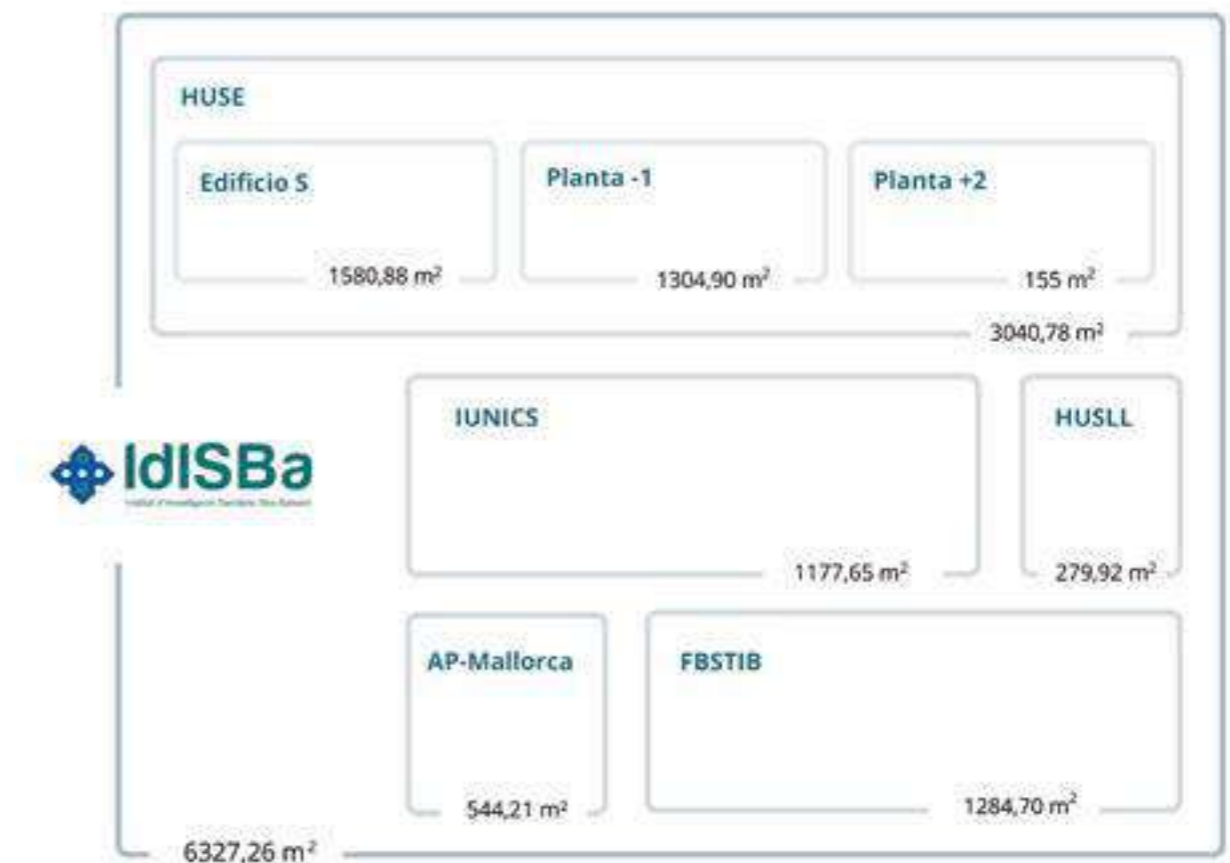 HUSE
Edificio S
Planta -1
Planta +2
1580,88 m²
1304,90 m²
155 m²
3040,78 m²
IUNICS
HUSLL
IdISBa
1177,65 m²
279,92 m²
AP-Mallorca
FBSTIB
544,21 m²
1284,70 m²
6327,26 m²